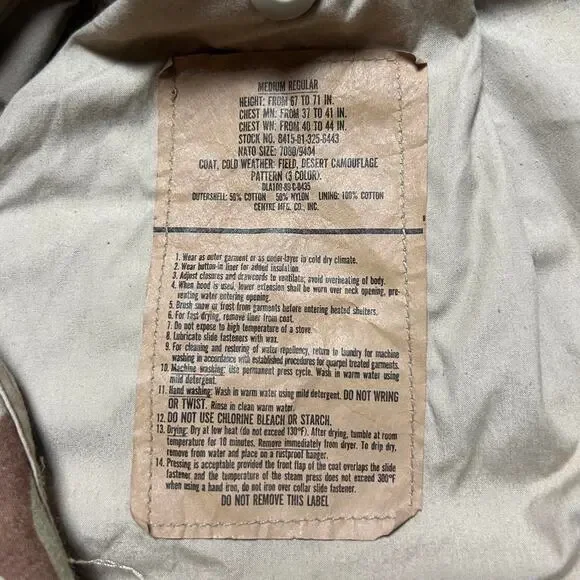 MEDIUM REGULAR
HEIGHT: FROM 67 TO 71 IN.
CHEST MN: FROM 37 TO 41 IN.
CHEST WN: FROM 40 TO 44 IN.
STOCK NO. 8415-01-325-6443
NATO SIZE: 7080/9404
COAT, COLD WEATHER: FIELD, DESERT CAMOUFLAGE
PATTERN (3 COLOR).
DLA100-89-C-0435
OUTERSHELL: 50% COTTON 50% NYLON LINING: 100% COTTON
CENTRE MFG. CO., INC.
1. Wear as outer garment or as under-layer in cold dry climate.
2. Wear button-in liner for added insulation.
3. Adjust closures and drawcords to ventilate; avoid overheating of body.
4. When hood is used, lower extension shall be worn over neck opening, pre-
venting water entering opening.
5. Brush snow or frost from garments before entering heated shelters.
6. For fast drying, remove liner from coat.
7. Do not expose to high temperature of a stove.
8. Lubricate slide fasteners with wax.
9. For cleaning and restoring of water repellency, return to laundry for machine
washing in accordance with established procedures for quarpel treated garments.
10. Machine washing: Use permanent press cycle. Wash in warm water using
mild detergent.
11. Hand washing: Wash in warm water using mild detergent. DO NOT WRING
OR TWIST. Rinse in clean warm water.
12. DO NOT USE CHLORINE BLEACH OR STARCH.
13. Drying: Dry at low heat (do not exceed 130°F). After drying, tumble at room
temperature for 10 minutes. Remove immediately from dryer. To drip dry,
remove from water and place on a rustproof hanger.
14. Pressing is acceptable provided the front flap of the coat overlaps the slide
fastener and the temperature of the steam press does not exceed 300°F
when using a hand iron, do not iron over collar slide fastener.
DO NOT REMOVE THIS LABEL